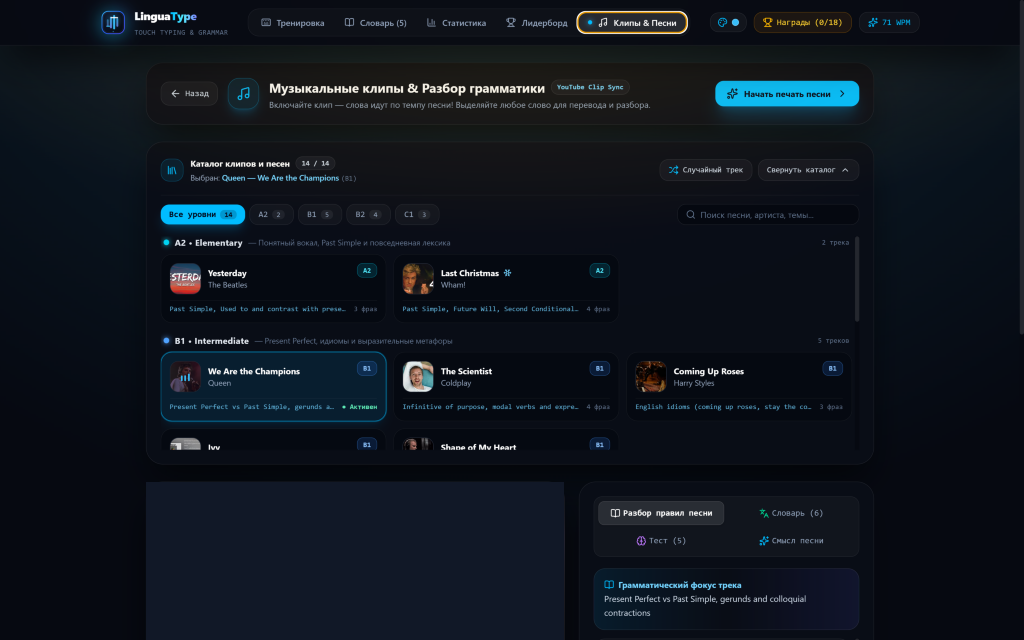 LinguaType
TOUCH TYPING & GRAMMAR
Тренировка
Словарь (5)
Статистика
Лидерборд
Клипы & Песни
Награды (0/18)
71 WPM
Назад
Музыкальные клипы & Разбор грамматики
YouTube Clip Sync
Включайте клип — слова идут по темпу песни! Выделяйте любое слово для перевода и разбора.
Начать печать песни
Каталог клипов и песен
14 / 14
Выбран: Queen — We Are the Champions (B1)
Случайный трек
Свернуть каталог
Все уровни 14
A2 2
B1 5
B2 4
C1 3
Поиск песни, артиста, темы...
A2 • Elementary — Понятный вокал, Past Simple и повседневная лексика
2 трека
Yesterday
A2
The Beatles
Past Simple, Used to and contrast with prese…
3 фраз
Last Christmas
A2
Wham!
Past Simple, Future Will, Second Conditional…
4 фраз
B1 • Intermediate — Present Perfect, идиомы и выразительные метафоры
5 треков
We Are the Champions
B1
Queen
Present Perfect vs Past Simple, gerunds a…
• Активен
The Scientist
B1
Coldplay
Infinitive of purpose, modal verbs and expre…
4 фраз
Coming Up Roses
B1
Harry Styles
English idioms (coming up roses, stay the co…
3 фраз
Ivy
B1
Shape of My Heart
B1
Разбор правил песни
Словарь (6)
Тест (5)
Смысл песни
Грамматический фокус трека
Present Perfect vs Past Simple, gerunds and colloquial
contractions